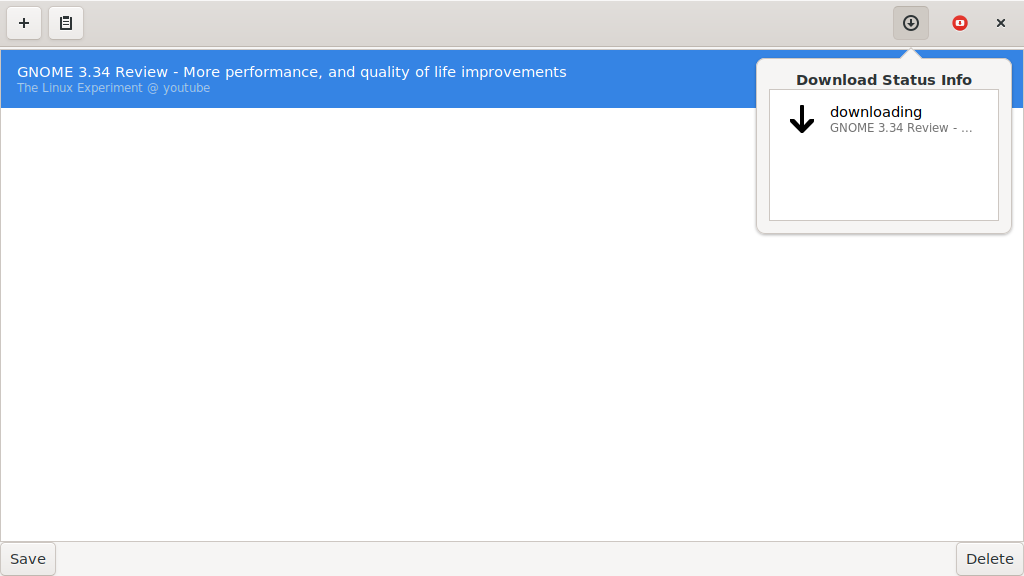 GNOME 3.34 Review - More performance, and quality of life improvements
The Linux Experiment @ youtube
Download Status Info
downloading
GNOME 3.34 Review - ...
Save
Delete